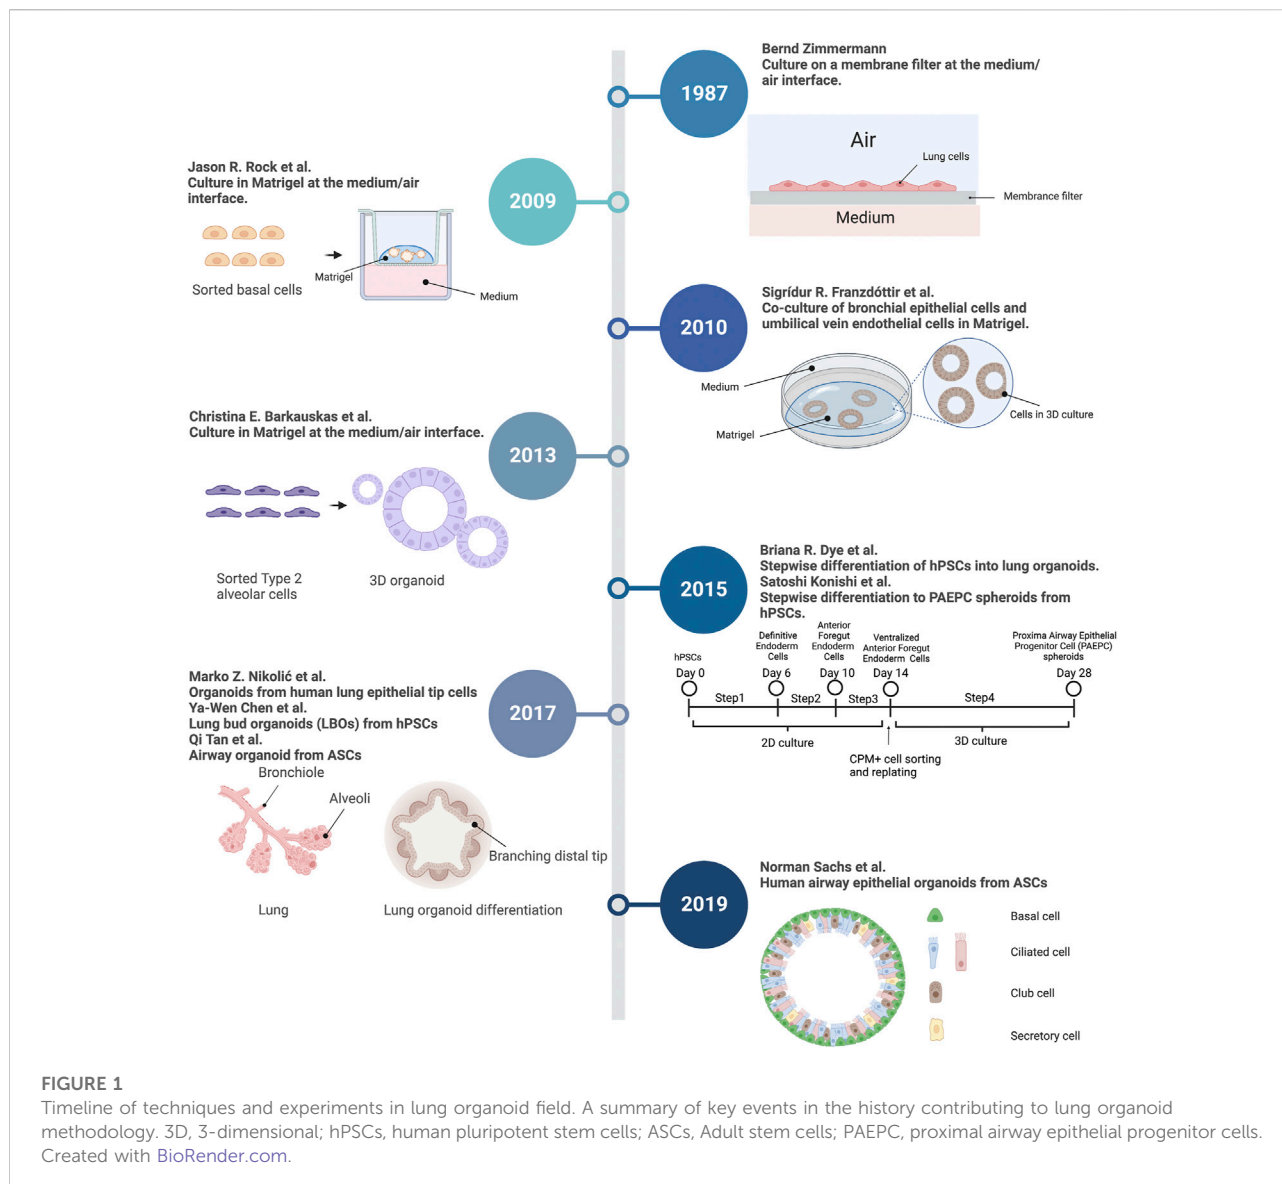 1987
Bernd Zimmermann
Culture on a membrane filter at the medium/
air interface.
Air
Lung cells
Membrance filter
Medium
2009
Jason R. Rock et al.
Culture in Matrigel at the medium/air
interface.
Sorted basal cells
Matrigel
Medium
2010
Sigrídur R. Franzdóttir et al.
Co-culture of bronchial epithelial cells and
umbilical vein endothelial cells in Matrigel.
Medium
Matrigel
Cells in 3D culture
2013
Christina E. Barkauskas et al.
Culture in Matrigel at the medium/air interface.
Sorted Type 2
alveolar cells
3D organoid
2015
Briana R. Dye et al.
Stepwise differentiation of hPSCs into lung organoids.
Satoshi Konishi et al.
Stepwise differentiation to PAEPC spheroids from
hPSCs.
hPSCs
Day 0
Definitive
Endoderm
Cells
Day 6
Anterior
Foregut
Endoderm
Cells
Day 10
Ventralized
Anterior Foregut
Endoderm Cells
Day 14
Proxima Airway Epithelial
Progenitor Cell (PAEPC)
spheroids
Day 28
Step1
Step2
Step3
Step4
2D culture
3D culture
CPM+ cell sorting
and replating
2017
Marko Z. Nikolić et al.
Organoids from human lung epithelial tip cells
Ya-Wen Chen et al.
Lung bud organoids (LBOs) from hPSCs
Qi Tan et al.
Airway organoid from ASCs
Bronchiole
Alveoli
Lung
Branching distal tip
Lung organoid differentiation
2019
Norman Sachs et al.
Human airway epithelial organoids from ASCs
Basal cell
Ciliated cell
Club cell
Secretory cell
FIGURE 1
Timeline of techniques and experiments in lung organoid field. A summary of key events in the history contributing to lung organoid
methodology. 3D, 3-dimensional; hPSCs, human pluripotent stem cells; ASCs, Adult stem cells; PAEPC, proximal airway epithelial progenitor cells.
Created with BioRender.com.